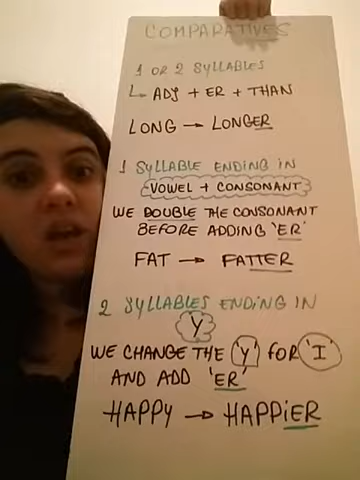 COMPARATIVES
1 OR 2 SYLLABLES
↳ ADJ + ER + THAN
LONG → LONGER
1 SYLLABLE ENDING IN
VOWEL + CONSONANT
WE DOUBLE THE CONSONANT
BEFORE ADDING 'ER'
FAT → FATTER
2 SYLLABLES ENDING IN
Y
WE CHANGE THE 'Y' FOR 'I'
AND ADD 'ER'
HAPPY → HAPPIER